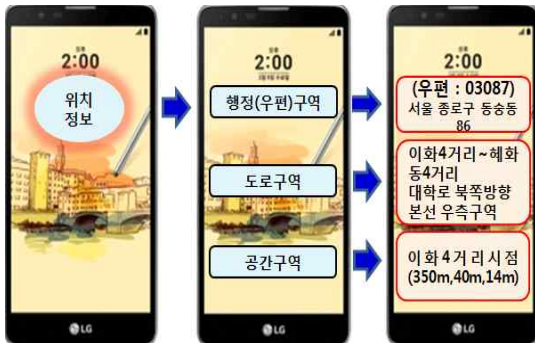 2:00
위치
정보
LG
2:00
행정(우편)구역
도로구역
공간구역
LG
2:00
(우편 : 03087)
서울 종로구 동숭동
86
이화4거리~혜화
동4거리
대학로 북쪽방향
본선 우측구역
이화4거리시점
(350m,40m,14m)
LG